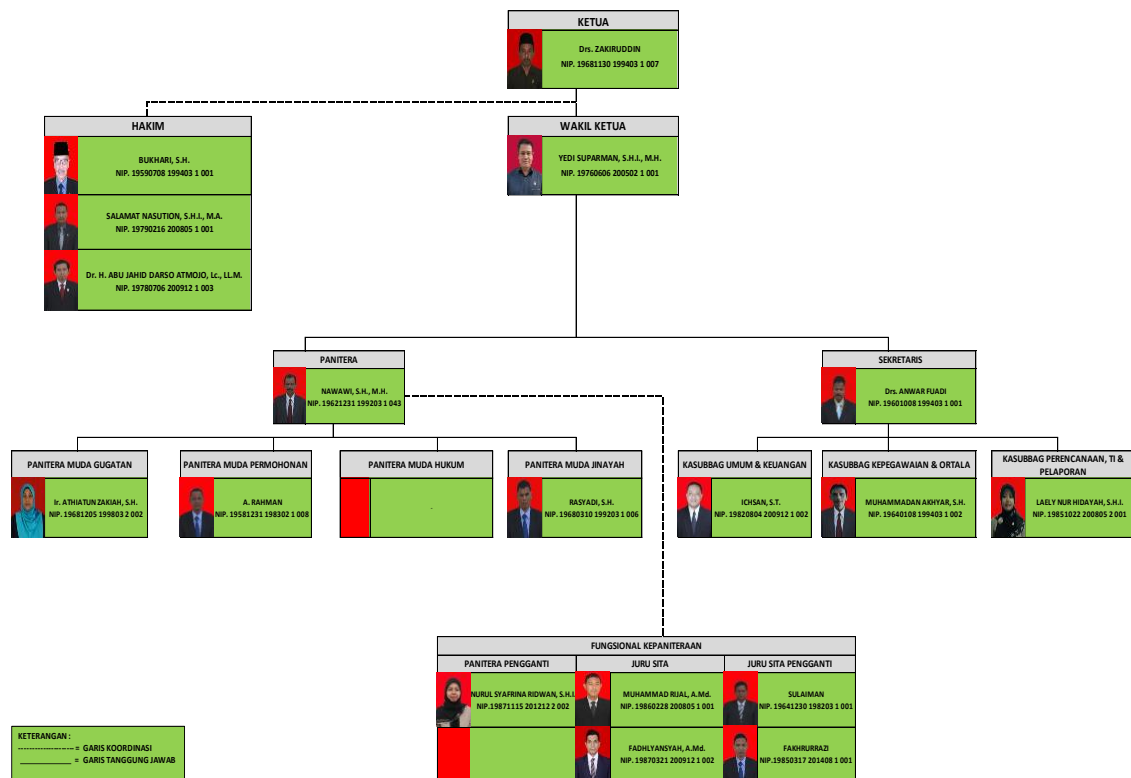 KETUA
Drs. ZAKIRUDDIN
NIP. 19681130 199403 1 007
HAKIM
BUKHARI, S.H.
NIP. 19590708 199403 1 001
SALAMAT NASUTION, S.H.I., M.A.
NIP. 19790216 200805 1 001
Dr. H. ABU JAHID DARSO ATMOJO, Lc., LL.M.
NIP. 19780706 200912 1 003
WAKIL KETUA
YEDI SUPARMAN, S.H.I., M.H.
NIP. 19760606 200502 1 001
PANITERA
NAWAWI, S.H., M.H.
NIP. 19621231 199203 1 043
SEKRETARIS
Drs. ANWAR FUADI
NIP. 19601008 199403 1 001
PANITERA MUDA GUGATAN
Ir. ATHIATUN ZAKIAH, S.H.
NIP. 19681205 199803 2 002
PANITERA MUDA PERMOHONAN
A. RAHMAN
NIP. 19581231 198302 1 008
PANITERA MUDA HUKUM
.
PANITERA MUDA JINAYAH
RASYADI, S.H.
NIP. 19680310 199203 1 006
KASUBBAG UMUM & KEUANGAN
ICHSAN, S.T.
NIP. 19820804 200912 1 002
KASUBBAG KEPEGAWAIAN & ORTALA
MUHAMMADAN AKHYAR, S.H.
NIP. 19640108 199403 1 002
KASUBBAG PERENCANAAN, TI &
PELAPORAN
LAELY NUR HIDAYAH, S.H.I.
NIP. 19851022 200805 2 001
FUNGSIONAL KEPANITERAAN
PANITERA PENGGANTI
NURUL SYAFRINA RIDWAN, S.H.I.
NIP.19871115 201212 2 002
JURU SITA
MUHAMMAD RIJAL, A.Md.
NIP. 19860228 200805 1 001
FADHLYANSYAH, A.Md.
NIP. 19870321 200912 1 002
JURU SITA PENGGANTI
SULAIMAN
NIP. 19641230 198203 1 001
FAKHRURRAZI
NIP.19850317 201408 1 001
KETERANGAN :
--------------------- = GARIS KOORDINASI
_____________ = GARIS TANGGUNG JAWAB